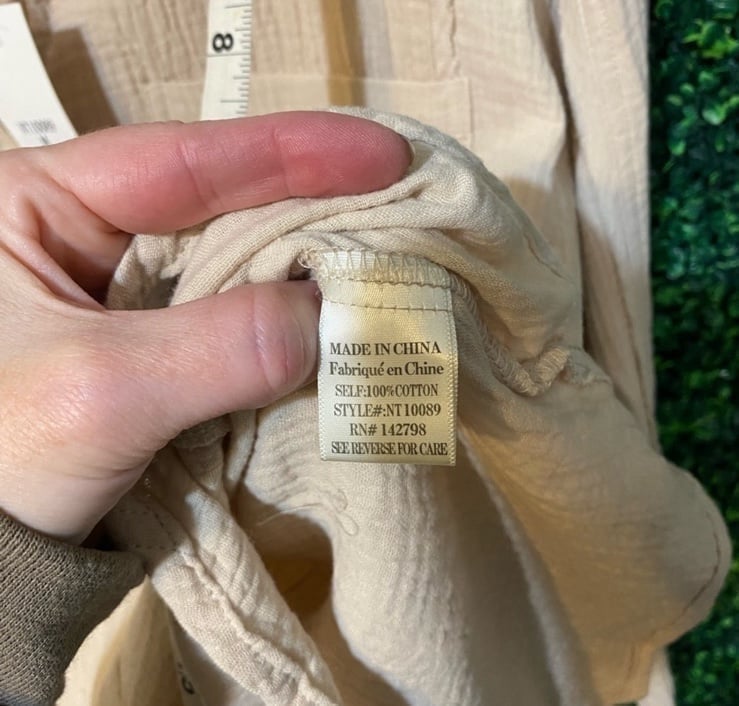 8
MADE IN CHINA
Fabriqué en Chine
SELF:100%COTTON
STYLE#:NT10089
RN# 142798
SEE REVERSE FOR CARE